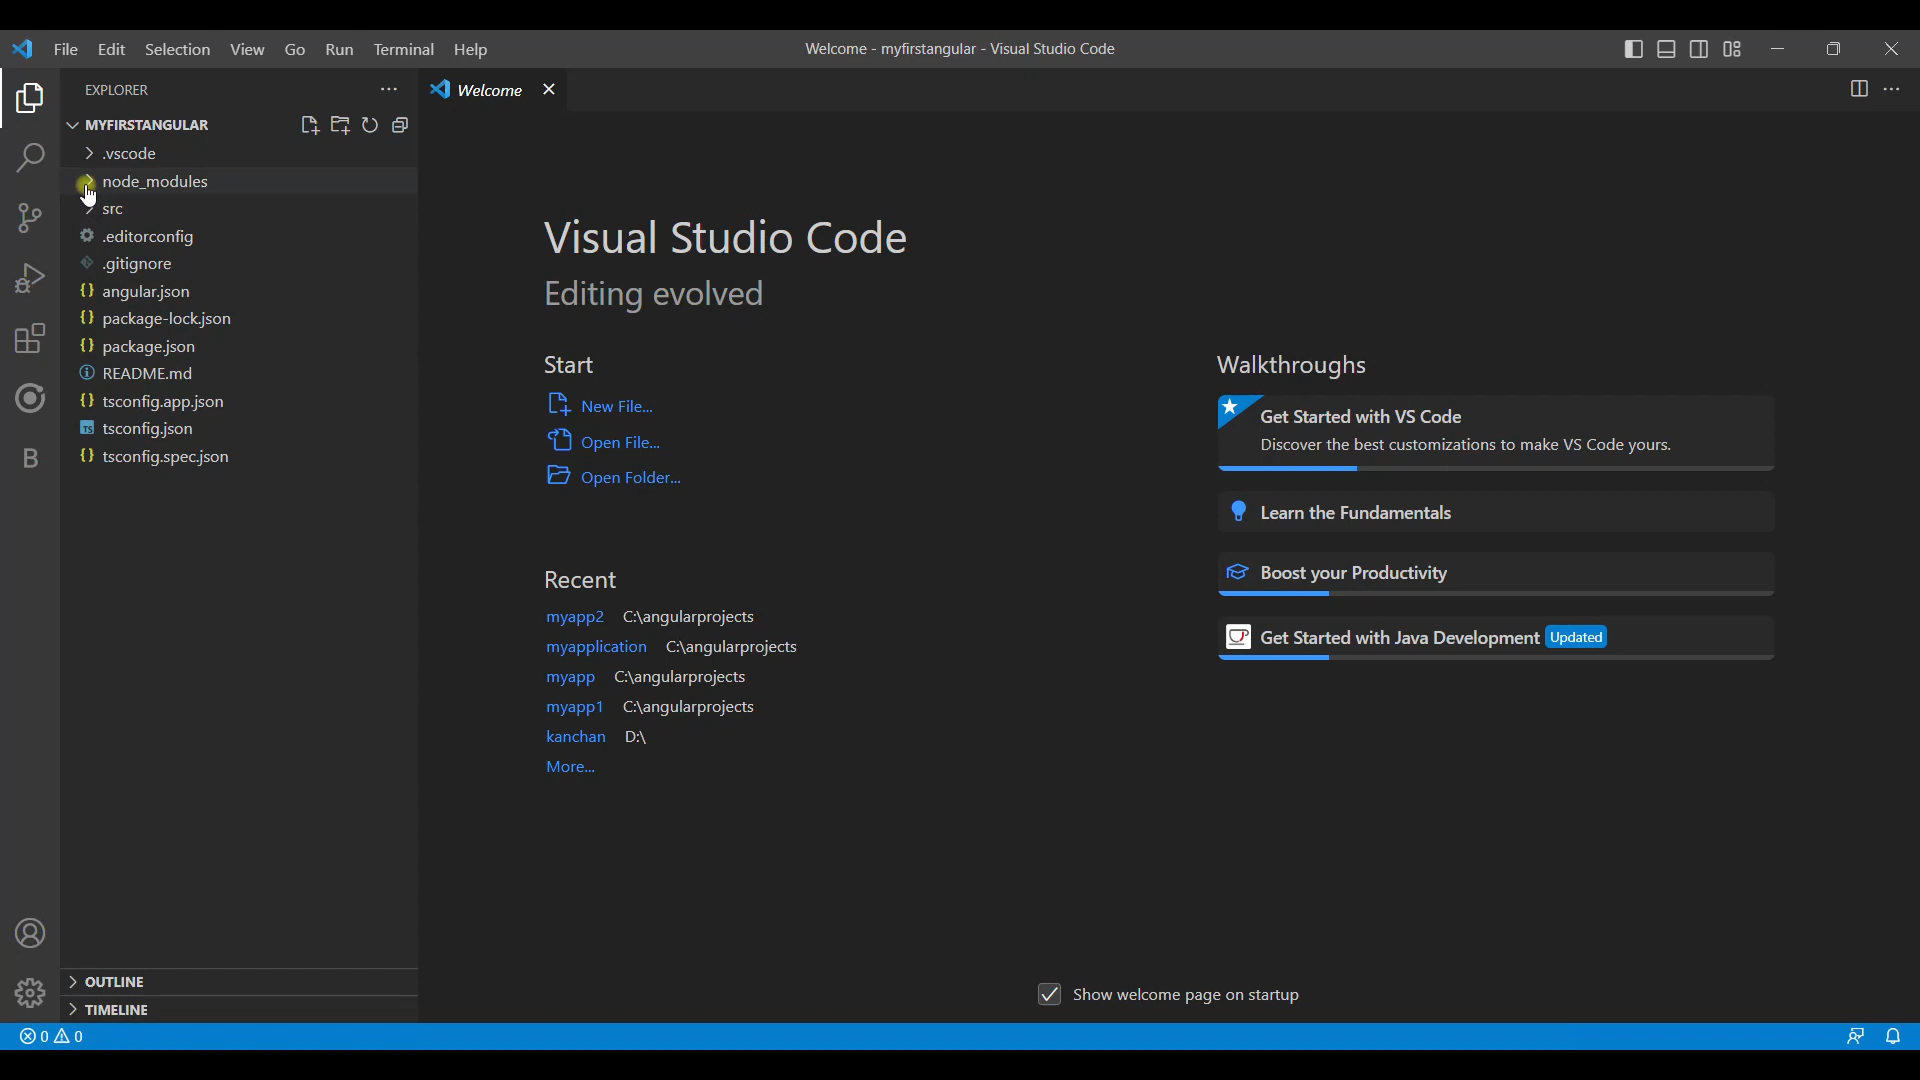 File Edit Selection View Go Run Terminal Help
Welcome - myfirstangular - Visual Studio Code
EXPLORER
Welcome
MYFIRSTANGULAR
.vscode
node_modules
src
.editorconfig
.gitignore
angular.json
package-lock.json
package.json
README.md
tsconfig.app.json
TS tsconfig.json
tsconfig.spec.json
B
OUTLINE
TIMELINE
0 0
Visual Studio Code
Editing evolved
Start
New File...
Open File...
Open Folder...
Recent
myapp2 C:\angularprojects
myapplication C:\angularprojects
myapp C:\angularprojects
myapp1 C:\angularprojects
kanchan D:\
More...
Walkthroughs
Get Started with VS Code
Discover the best customizations to make VS Code yours.
Learn the Fundamentals
Boost your Productivity
Get Started with Java Development Updated
Show welcome page on startup